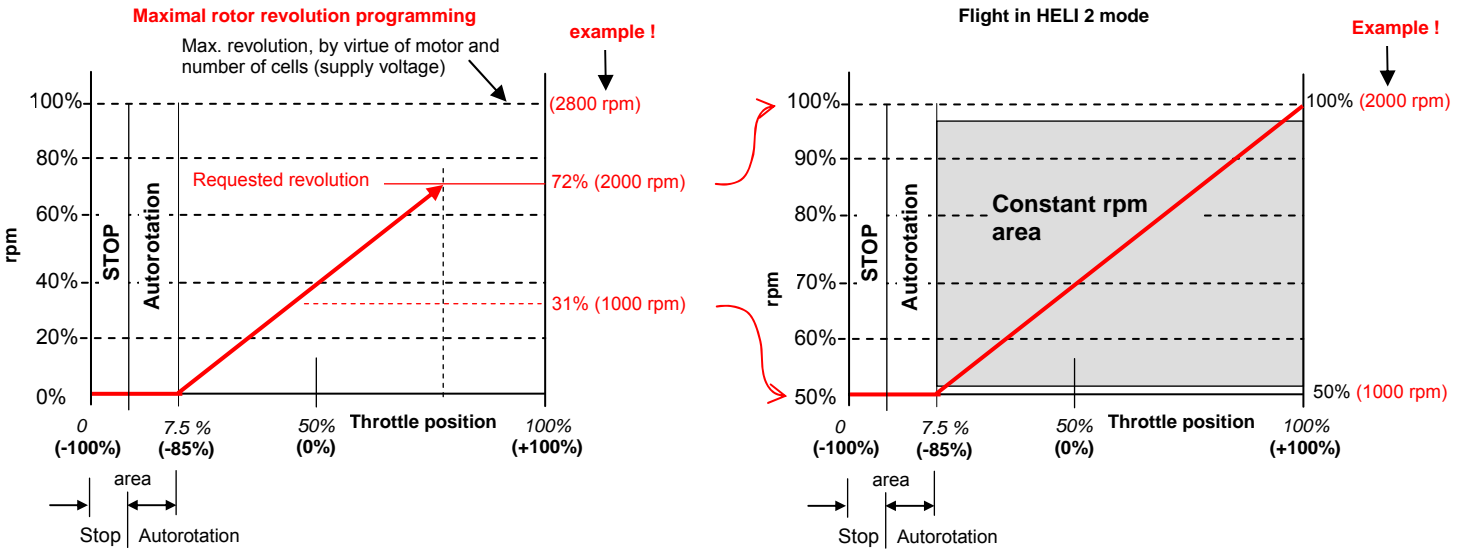 Maximal rotor revolution programming
example !
Max. revolution, by virtue of motor and
number of cells (supply voltage)
100%
(2800 rpm)
80%
Requested revolution
72% (2000 rpm)
60%
STOP
Autorotation
rpm
40%
31% (1000 rpm)
20%
0%
0
7.5 %
50%
Throttle position
100%
(-100%)
(-85%)
(0%)
(+100%)
area
Stop
Autorotation
Flight in HELI 2 mode
Example !
100%
100% (2000 rpm)
90%
Constant rpm
area
80%
STOP
Autorotation
rpm
70%
60%
50%
50% (1000 rpm)
0
7.5 %
50%
Throttle position
100%
(-100%)
(-85%)
(0%)
(+100%)
area
Stop
Autorotation